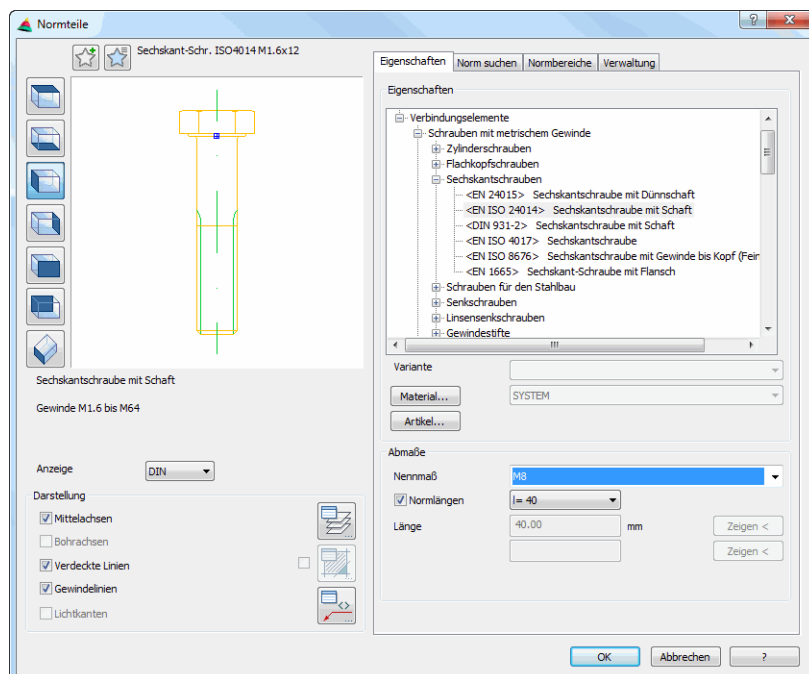 Normteile
?
Sechskant-Schr. ISO4014 M1.6x12
Sechskantschraube mit Schaft
Gewinde M1.6 bis M64
Anzeige
DIN
Darstellung
Mittelachsen
Bohrachsen
Verdeckte Linien
Gewindelinien
Lichtkanten
Eigenschaften
Norm suchen
Normbereiche
Verwaltung
Eigenschaften
Verbindungselemente
Schrauben mit metrischem Gewinde
Zylinderschrauben
Flachkopfschrauben
Sechskantschrauben
<EN 24015> Sechskantschraube mit Dünnschaft
<EN ISO 24014> Sechskantschraube mit Schaft
<DIN 931-2> Sechskantschraube mit Schaft
<EN ISO 4017> Sechskantschraube
<EN ISO 8676> Sechskantschraube mit Gewinde bis Kopf (Fein
<EN 1665> Sechskant-Schraube mit Flansch
Schrauben für den Stahlbau
Senkschrauben
Linsensenkschrauben
Gewindestifte
Variante
Material...
SYSTEM
Artikel...
Abmaße
Nennmaß
M8
Normlängen
l= 40
Länge
40.00
mm
Zeigen <
Zeigen <
OK
Abbrechen
?